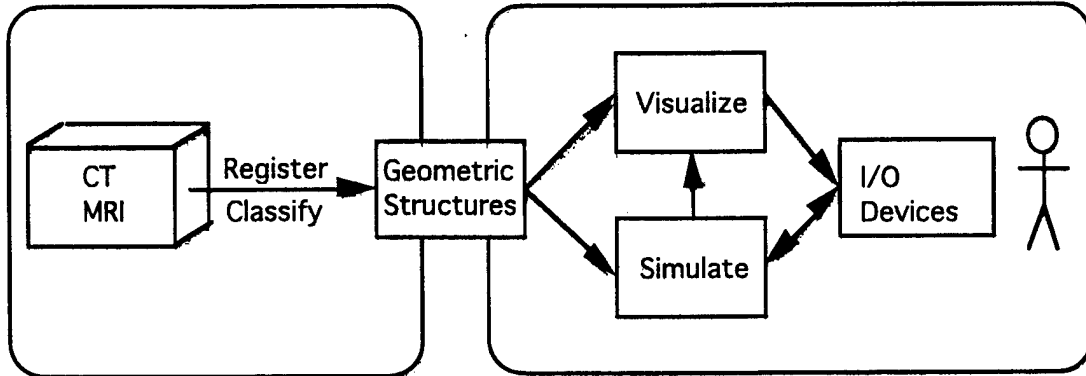 CT
MRI
Register
Classify
Geometric
Structures
Visualize
Simulate
I/O
Devices